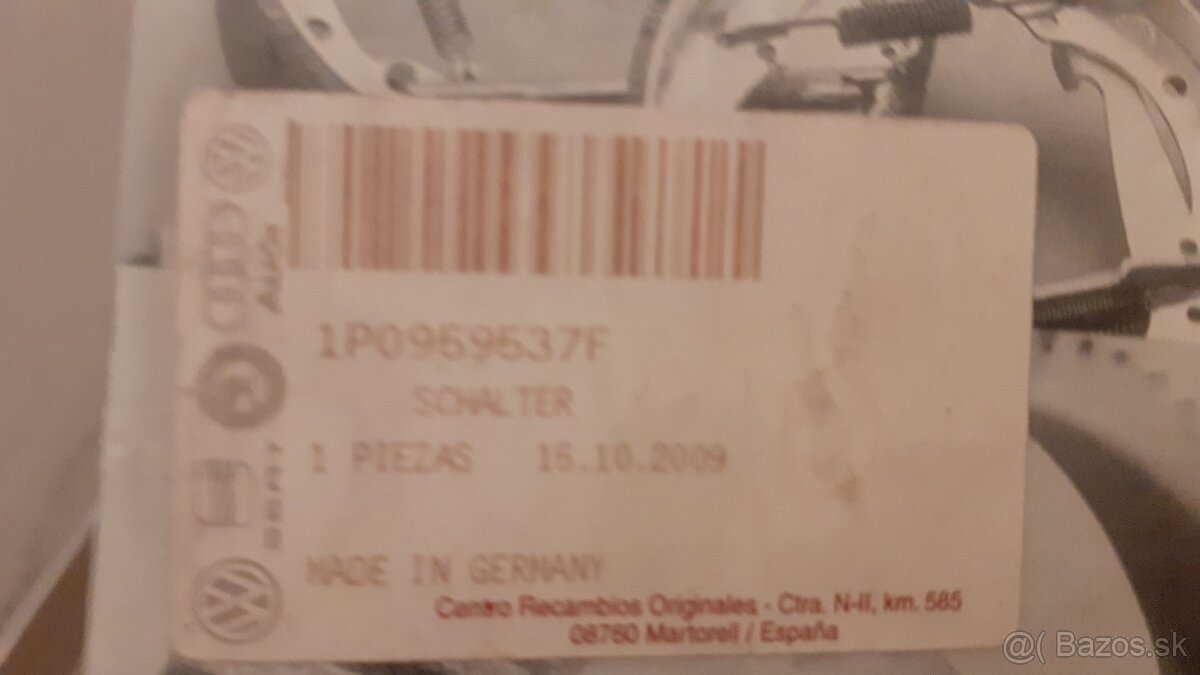 1P0959537F
SCHALTER
1 PIEZAS 16.10.2009
MADE IN GERMANY
Centro Recambios Originales - Ctra. N-II, km. 585
08760 Martorell / España
AUDI
SEAT
@( Bazos.sk